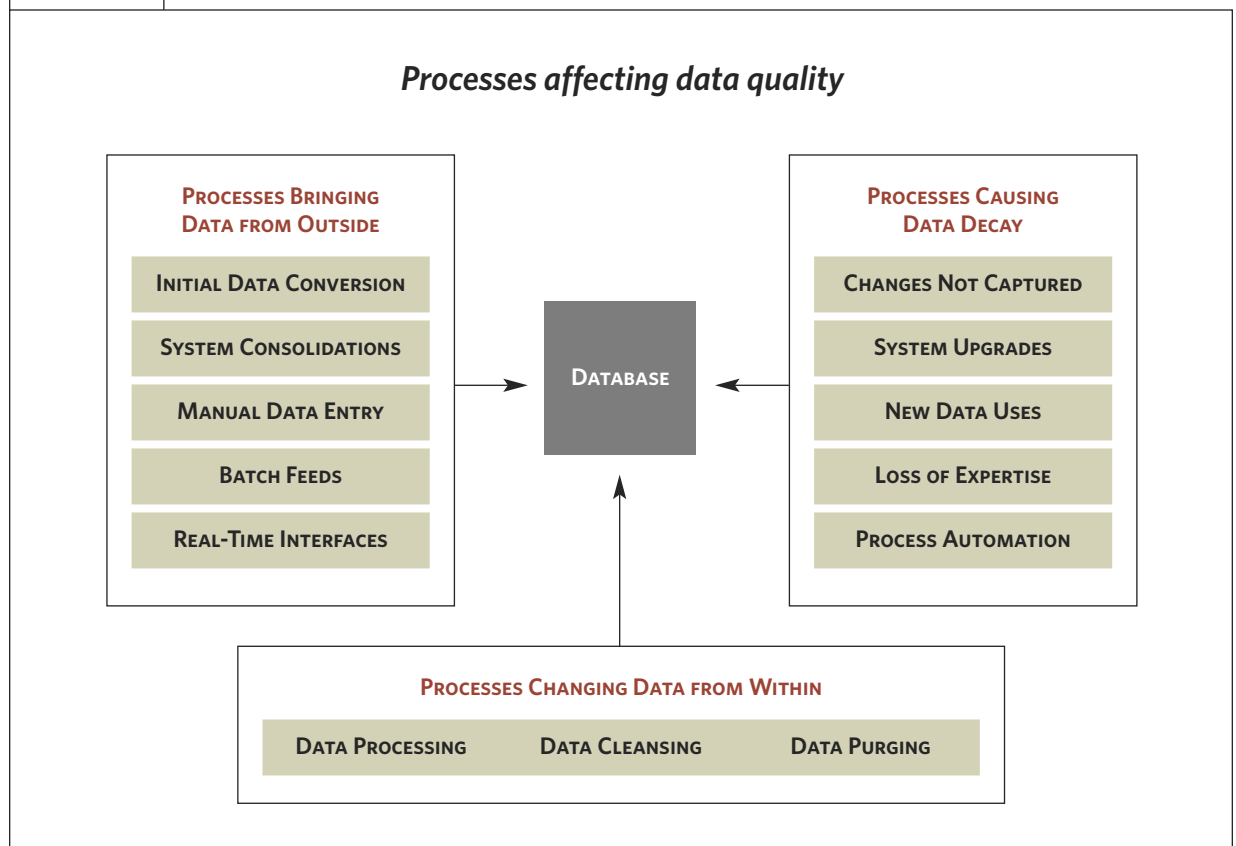 Processes affecting data quality
Processes Bringing
Data from Outside
Initial Data Conversion
System Consolidations
Manual Data Entry
Batch Feeds
Real-Time Interfaces
Database
Processes Causing
Data Decay
Changes Not Captured
System Upgrades
New Data Uses
Loss of Expertise
Process Automation
Processes Changing Data from Within
Data Processing Data Cleansing Data Purging